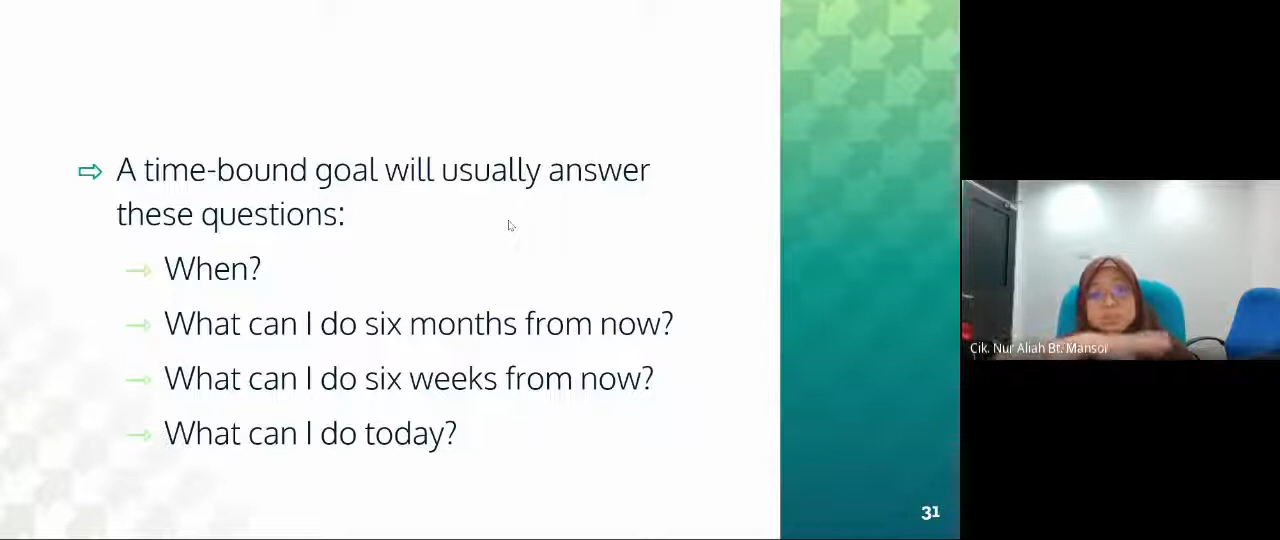 ⇨ A time-bound goal will usually answer
these questions:
→ When?
→ What can I do six months from now?
→ What can I do six weeks from now?
→ What can I do today?
31
Cik. Nur Aliah Bt. Mansor